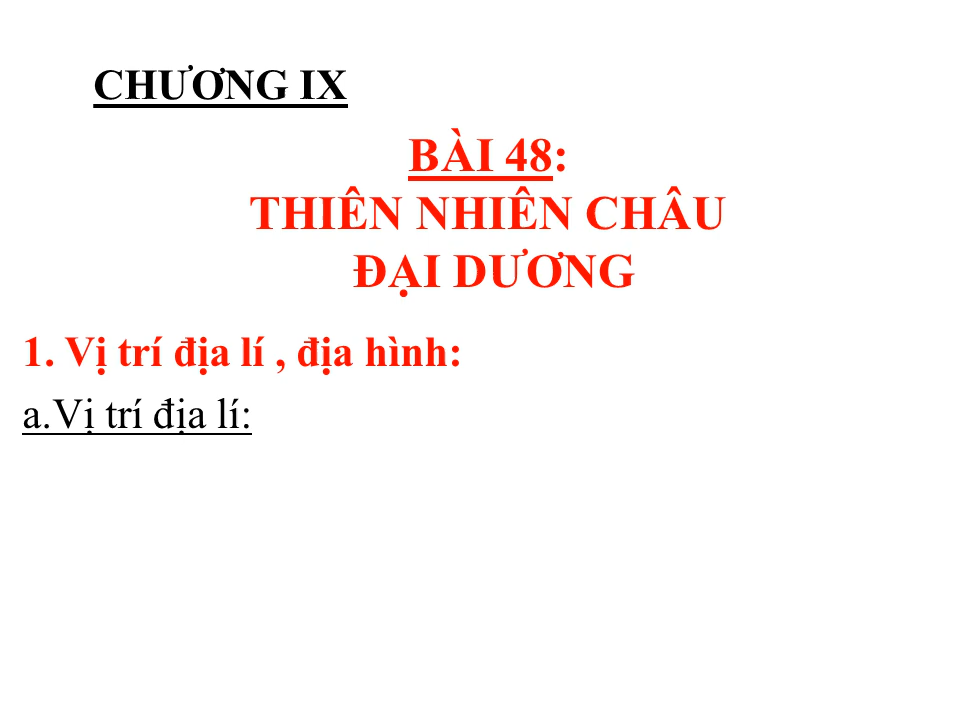 CHƯƠNG IX
BÀI 48:
THIÊN NHIÊN CHÂU
ĐẠI DƯƠNG
1. Vị trí địa lí , địa hình:
a.Vị trí địa lí: